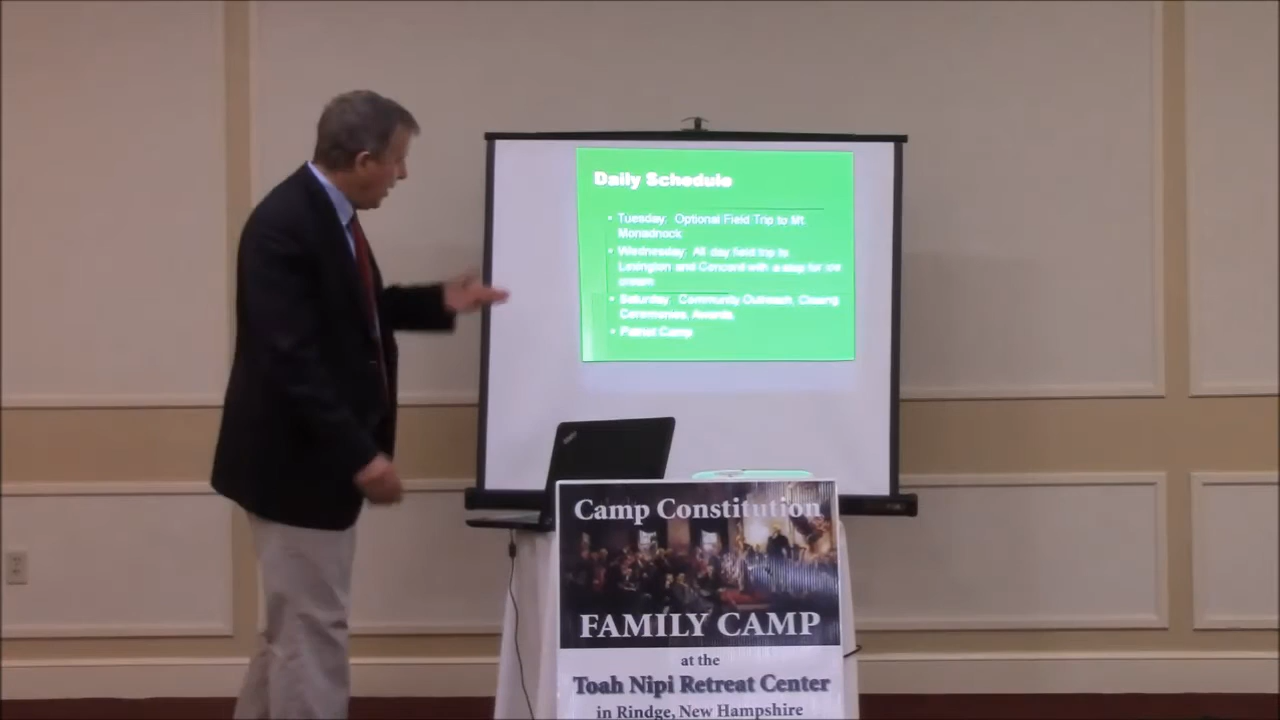 Daily Schedule
• Tuesday: Optional Field Trip to Mt.
Monadnock
• Wednesday: All day field trip to
Lexington and Concord with a stop for ice
cream
• Saturday: Community Outreach, Closing
Ceremonies, Awards
• Patriot Camp
Camp Constitution
FAMILY CAMP
at the
Toah Nipi Retreat Center
in Rindge, New Hampshire